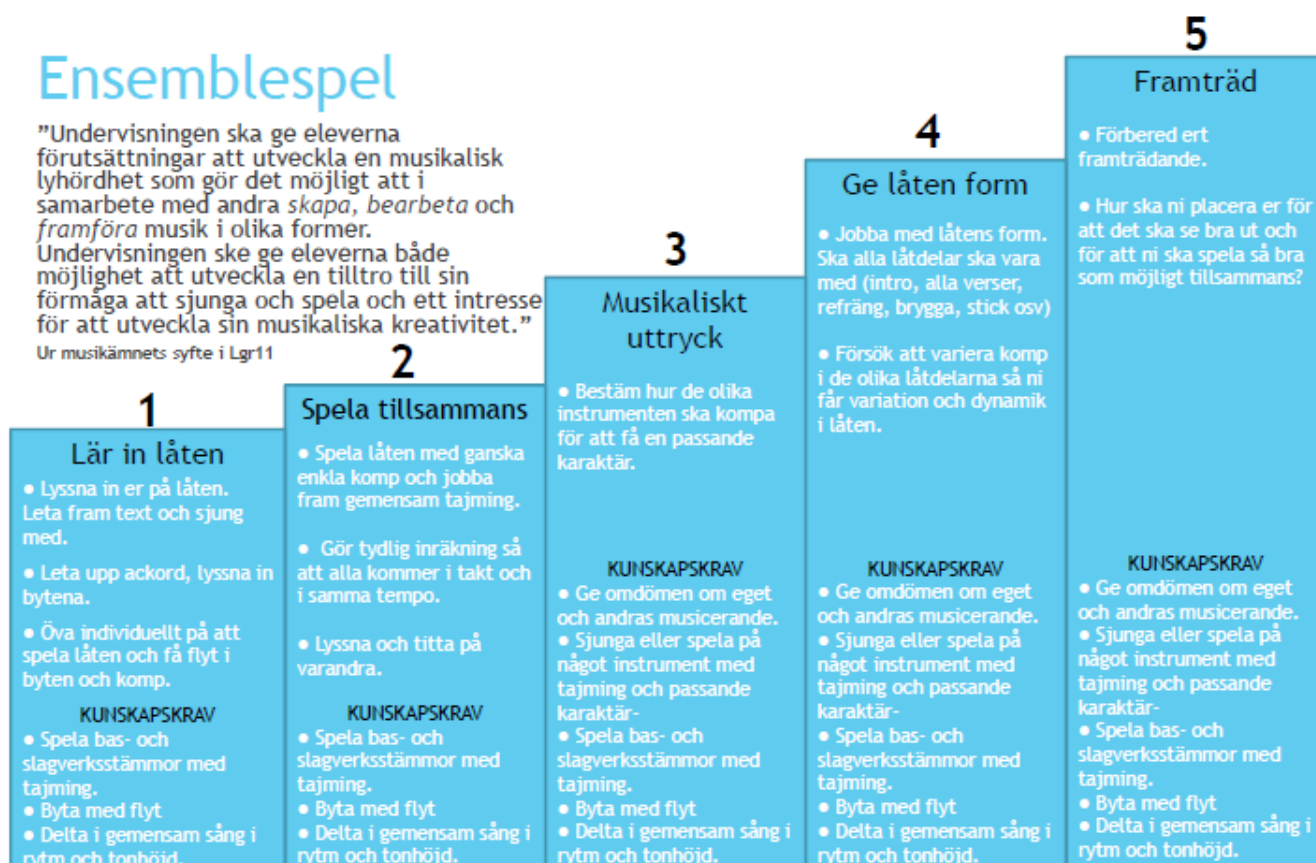 Ensemblespel
”Undervisningen ska ge eleverna
förutsättningar att utveckla en musikalisk
lyhördhet som gör det möjligt att i
samarbete med andra skapa, bearbeta och
framföra musik i olika former.
Undervisningen ske ge eleverna både
möjlighet att utveckla en tilltro till sin
förmåga att sjunga och spela och ett intresse
för att utveckla sin musikaliska kreativitet.”
Ur musikämnets syfte i Lgr11
1
Lär in låten
● Lyssna in er på låten.
Leta fram text och sjung
med.
● Leta upp ackord, lyssna in
bytena.
● Öva individuellt på att
spela låten och få flyt i
byten och komp.
KUNSKAPSKRAV
● Spela bas- och
slagverksstämmor med
tajming.
● Byta med flyt
● Delta i gemensam sång i
rytm och tonhöjd.
2
Spela tillsammans
● Spela låten med ganska
enkla komp och jobba
fram gemensam tajming.
● Gör tydlig inräkning så
att alla kommer i takt och
i samma tempo.
● Lyssna och titta på
varandra.
KUNSKAPSKRAV
● Spela bas- och
slagverksstämmor med
tajming.
● Byta med flyt
● Delta i gemensam sång i
rytm och tonhöjd.
3
Musikaliskt
uttryck
● Bestäm hur de olika
instrumenten ska kompa
för att få en passande
karaktär.
KUNSKAPSKRAV
● Ge omdömen om eget
och andras musicerande.
● Sjunga eller spela på
något instrument med
tajming och passande
karaktär-
● Spela bas- och
slagverksstämmor med
tajming.
● Byta med flyt
● Delta i gemensam sång i
rytm och tonhöjd.
4
Ge låten form
● Jobba med låtens form.
Ska alla låtdelar ska vara
med (intro, alla verser,
refräng, brygga, stick osv)
● Försök att variera komp
i de olika låtdelarna så ni
får variation och dynamik
i låten.
KUNSKAPSKRAV
● Ge omdömen om eget
och andras musicerande.
● Sjunga eller spela på
något instrument med
tajming och passande
karaktär-
● Spela bas- och
slagverksstämmor med
tajming.
● Byta med flyt
● Delta i gemensam sång i
rytm och tonhöjd.
5
Framträd
● Förbered ert
framträdande.
● Hur ska ni placera er för
att det ska se bra ut och
för att ni ska spela så bra
som möjligt tillsammans?
KUNSKAPSKRAV
● Ge omdömen om eget
och andras musicerande.
● Sjunga eller spela på
något instrument med
tajming och passande
karaktär-
● Spela bas- och
slagverksstämmor med
tajming.
● Byta med flyt
● Delta i gemensam sång i
rytm och tonhöjd.